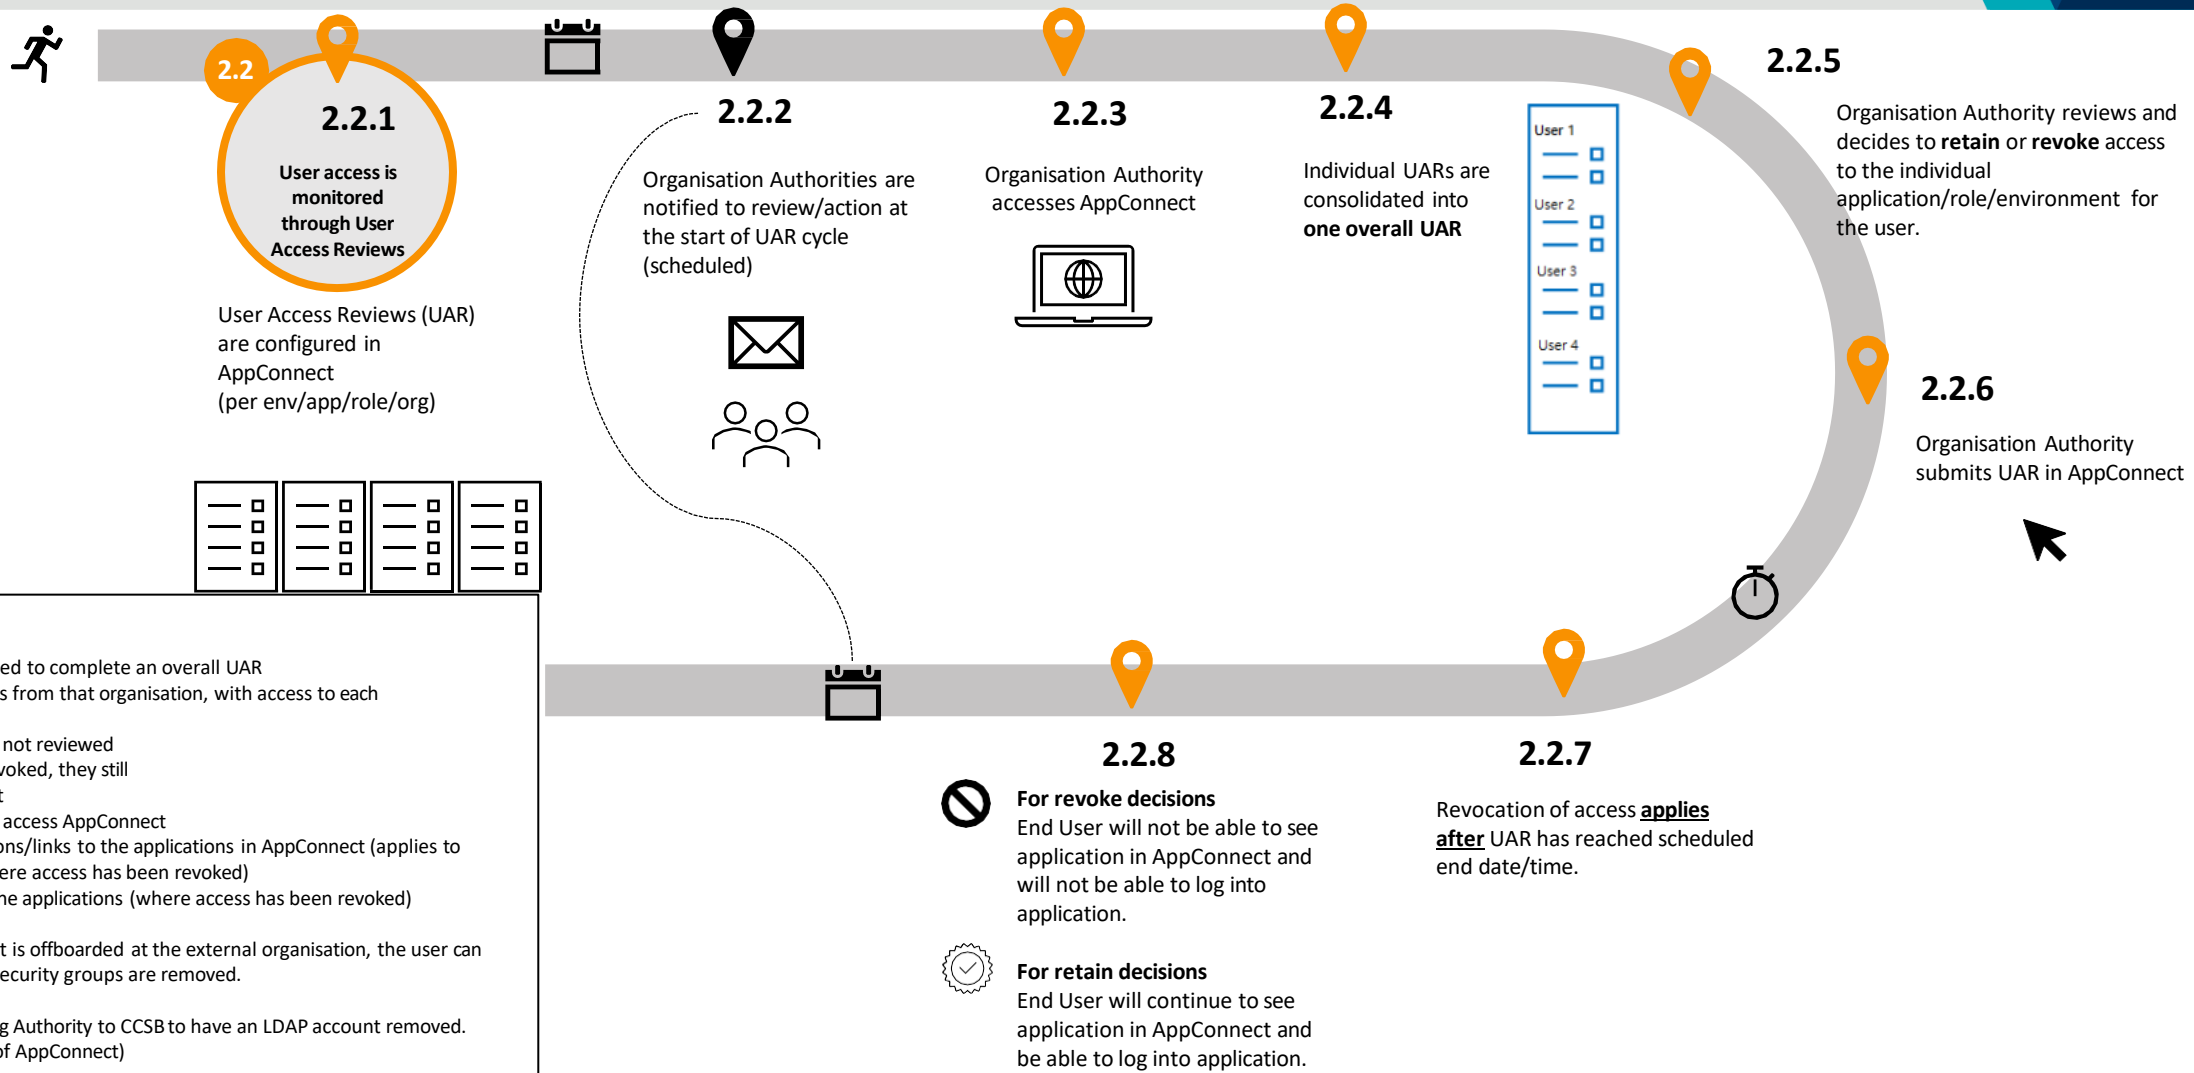 2.2
2.2.1
User access is
monitored
through User
Access Reviews
User Access Reviews (UAR)
are configured in
AppConnect
(per env/app/role/org)
2.2.2
Organisation Authorities are
notified to review/action at
the start of UAR cycle
(scheduled)
2.2.3
Organisation Authority
accesses AppConnect
2.2.4
Individual UARs are
consolidated into
one overall UAR
User 1
User 2
User 3
User 4
2.2.5
Organisation Authority reviews and
decides to retain or revoke access
to the individual
application/role/environment for
the user.
2.2.6
Organisation Authority
submits UAR in AppConnect
2.2.7
Revocation of access applies
after UAR has reached scheduled
end date/time.
2.2.8
For revoke decisions
End User will not be able to see
application in AppConnect and
will not be able to log into
application.
For retain decisions
End User will continue to see
application in AppConnect and
be able to log into application.
ed to complete an overall UAR
s from that organisation, with access to each
not reviewed
voked, they still
t
access AppConnect
ons/links to the applications in AppConnect (applies to
ere access has been revoked)
he applications (where access has been revoked)
t is offboarded at the external organisation, the user can
ecurity groups are removed.
g Authority to CCSB to have an LDAP account removed.
of AppConnect)